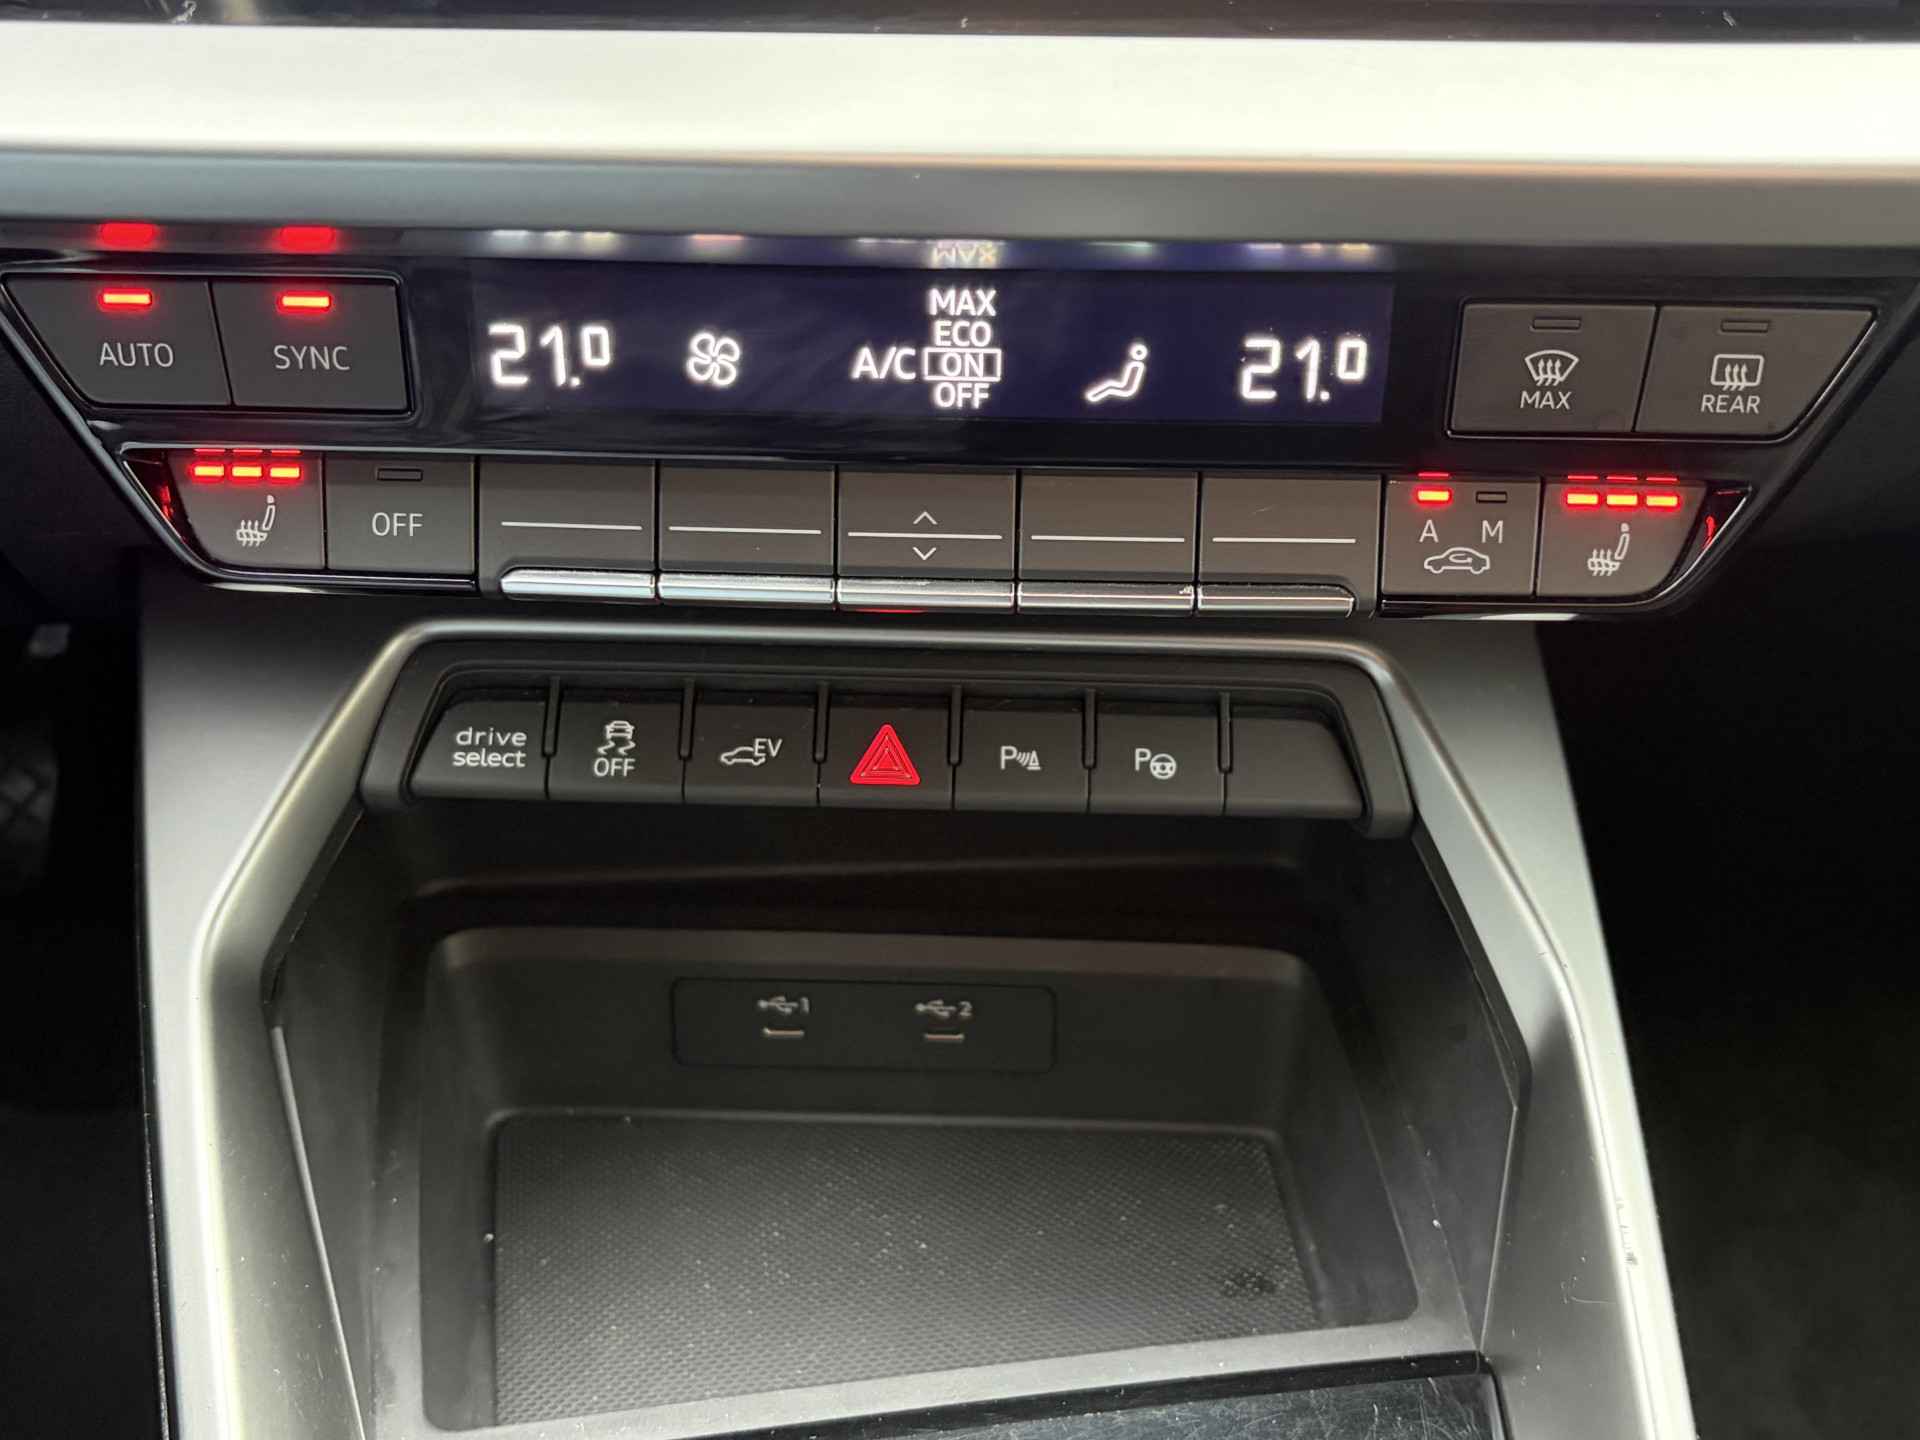 AUTO
SYNC
21.0
A/C
MAX
ECO
ON
OFF
21.0
MAX
REAR
OFF
A M
drive
select
OFF
EV
P
P
1
2